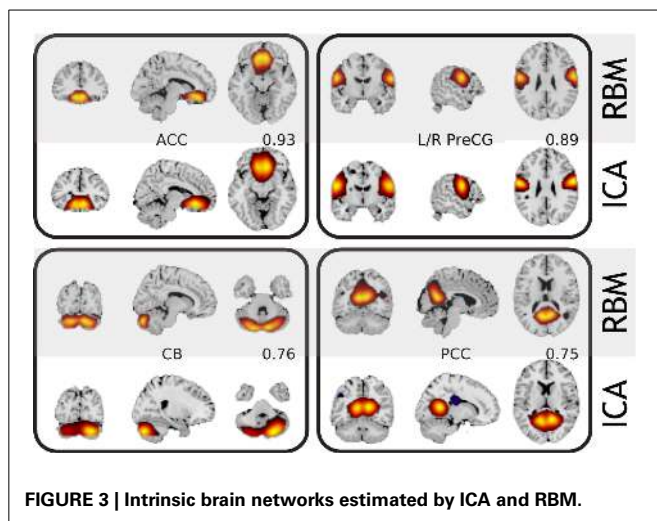 RBM
ACC 0.93
L/R PreCG 0.89
ICA
RBM
CB 0.76
PCC 0.75
ICA
FIGURE 3 | Intrinsic brain networks estimated by ICA and RBM.